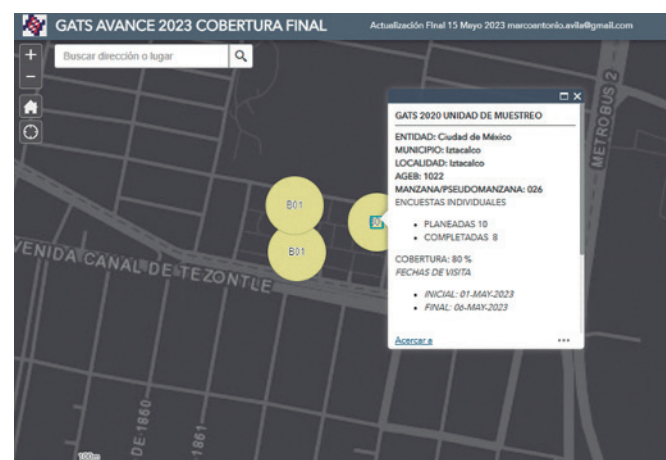 GATS AVANCE 2023 COBERTURA FINAL
Actualización Final 15 Mayo 2023 marcoantonio.avila@gmail.com
+
Buscar dirección o lugar
−
GATS 2020 UNIDAD DE MUESTREO
ENTIDAD: Ciudad de México
MUNICIPIO: Iztacalco
LOCALIDAD: Iztacalco
AGEB: 1022
MANZANA/PSEUDOMANZANA: 026
ENCUESTAS INDIVIDUALES
• PLANEADAS 10
• COMPLETADAS 8
COBERTURA: 80 %
FECHAS DE VISITA
• INICIAL: 01-MAY-2023
• FINAL: 06-MAY-2023
Acercar a
METROBUS 2
B01
B01
VENIDA CANAL DE TEZONTLE
DE 1860
1861
100m